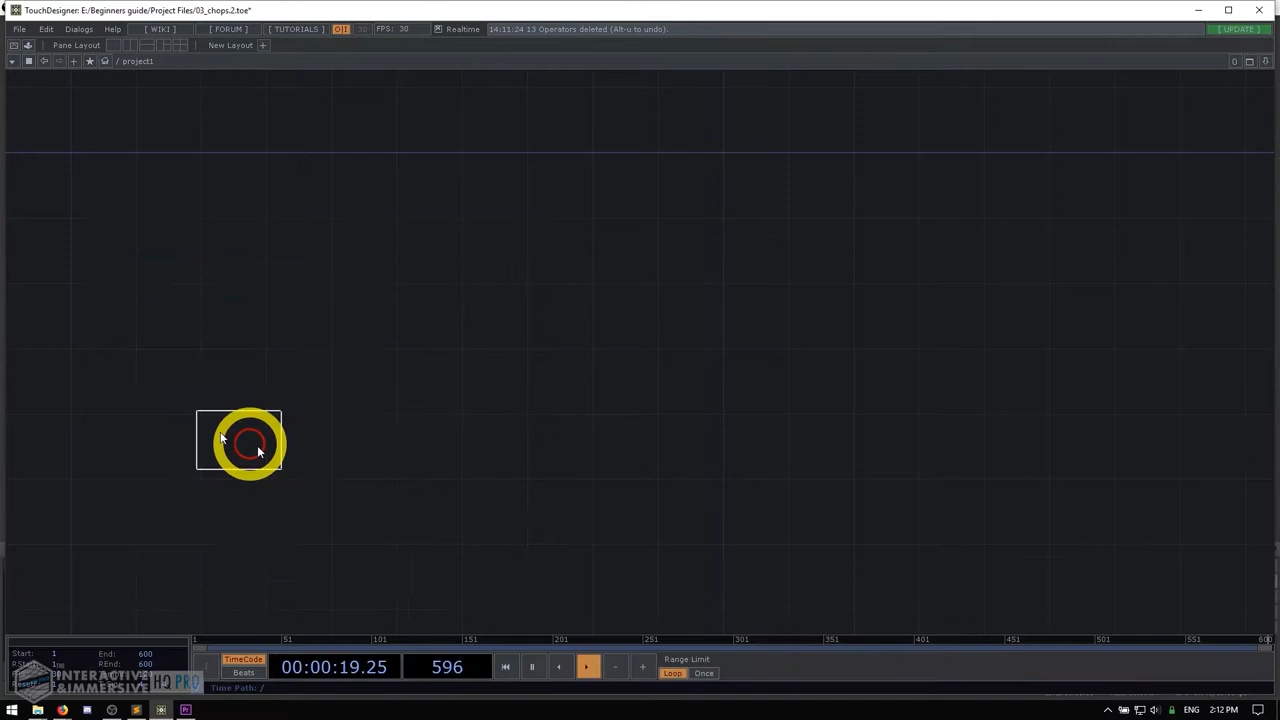 TouchDesigner: E:/Beginners guide/Project Files/03_chops.2.toe*
File Edit Dialogs Help [ WIKI ] [ FORUM ] [ TUTORIALS ] O|I 30 FPS: 30 Realtime 14:11:24 13 Operators deleted (Alt-u to undo). [ UPDATE ]
Pane Layout New Layout +
/ project1 0
1 51 101 151 201 251 301 351 401 451 501 551 600
Start: 1 End: 600
REnd: 600
TimeCode
Beats
00:00:19.25 596
Range Limit
Loop Once
Time Path: /
INTERACTIVE & IMMERSIVE HQ PRO
ENG 2:12 PM